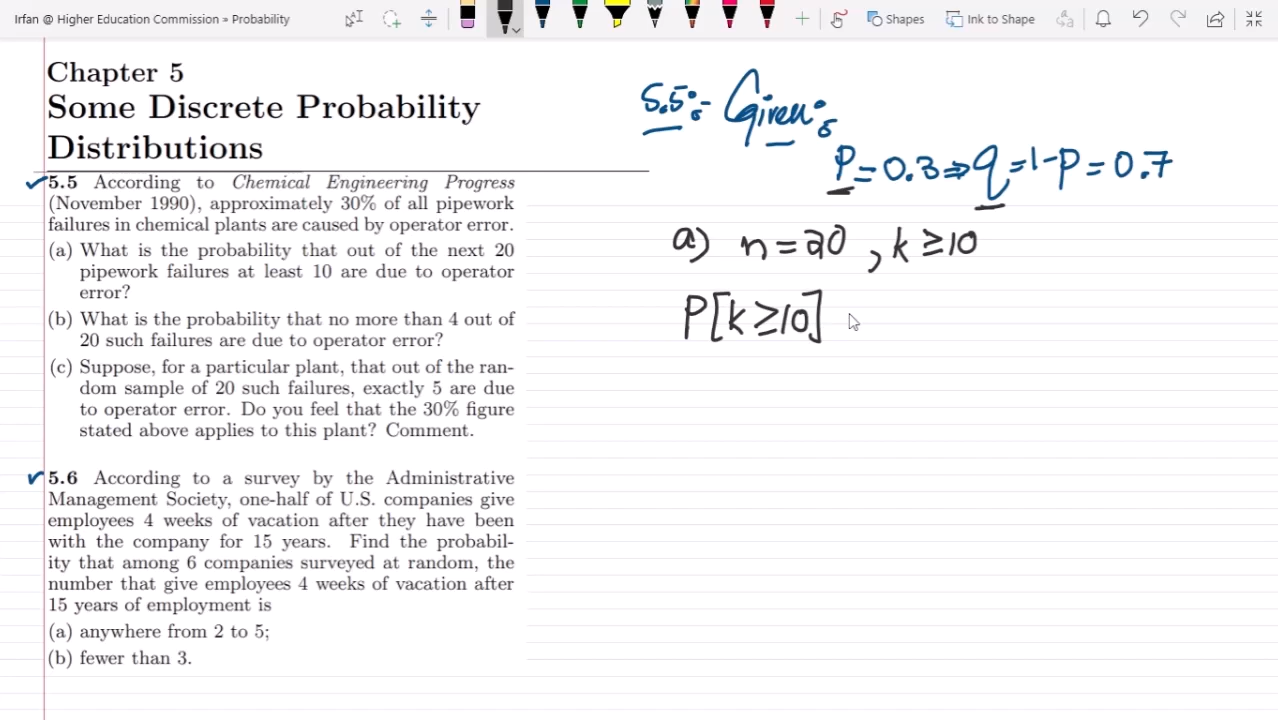 Irfan @ Higher Education Commission » Probability
Shapes
Ink to Shape
Chapter 5
Some Discrete Probability
Distributions
5.5 According to Chemical Engineering Progress
(November 1990), approximately 30% of all pipework
failures in chemical plants are caused by operator error.
(a) What is the probability that out of the next 20
pipework failures at least 10 are due to operator
error?
(b) What is the probability that no more than 4 out of
20 such failures are due to operator error?
(c) Suppose, for a particular plant, that out of the ran-
dom sample of 20 such failures, exactly 5 are due
to operator error. Do you feel that the 30% figure
stated above applies to this plant? Comment.
5.6 According to a survey by the Administrative
Management Society, one-half of U.S. companies give
employees 4 weeks of vacation after they have been
with the company for 15 years. Find the probabil-
ity that among 6 companies surveyed at random, the
number that give employees 4 weeks of vacation after
15 years of employment is
(a) anywhere from 2 to 5;
(b) fewer than 3.
5.5:- Given:
P = 0.3 ⇒ q = 1-P = 0.7
a) n = 20 , k ≥ 10
P[k ≥ 10]